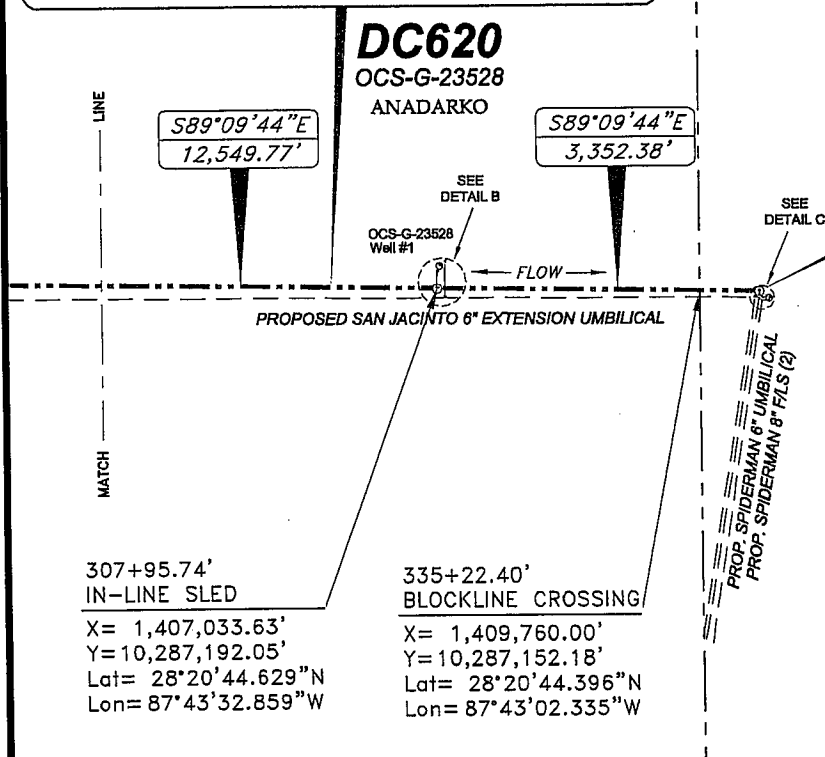 DC620
OCS-G-23528
ANADARKO
LINE
S89°09'44"E
12,549.77'
S89°09'44"E
3,352.38'
SEE
DETAIL B
SEE
DETAIL C
OCS-G-23528
Well #1
FLOW
PROPOSED SAN JACINTO 6" EXTENSION UMBILICAL
MATCH
PROP. SPIDERMAN 6" UMBILICAL
PROP. SPIDERMAN 8" F/LS (2)
307+95.74'
IN-LINE SLED
X= 1,407,033.63'
Y=10,287,192.05'
Lat= 28°20'44.629"N
Lon= 87°43'32.859"W
335+22.40'
BLOCKLINE CROSSING
X= 1,409,760.00'
Y=10,287,152.18'
Lat= 28°20'44.396"N
Lon= 87°43'02.335"W